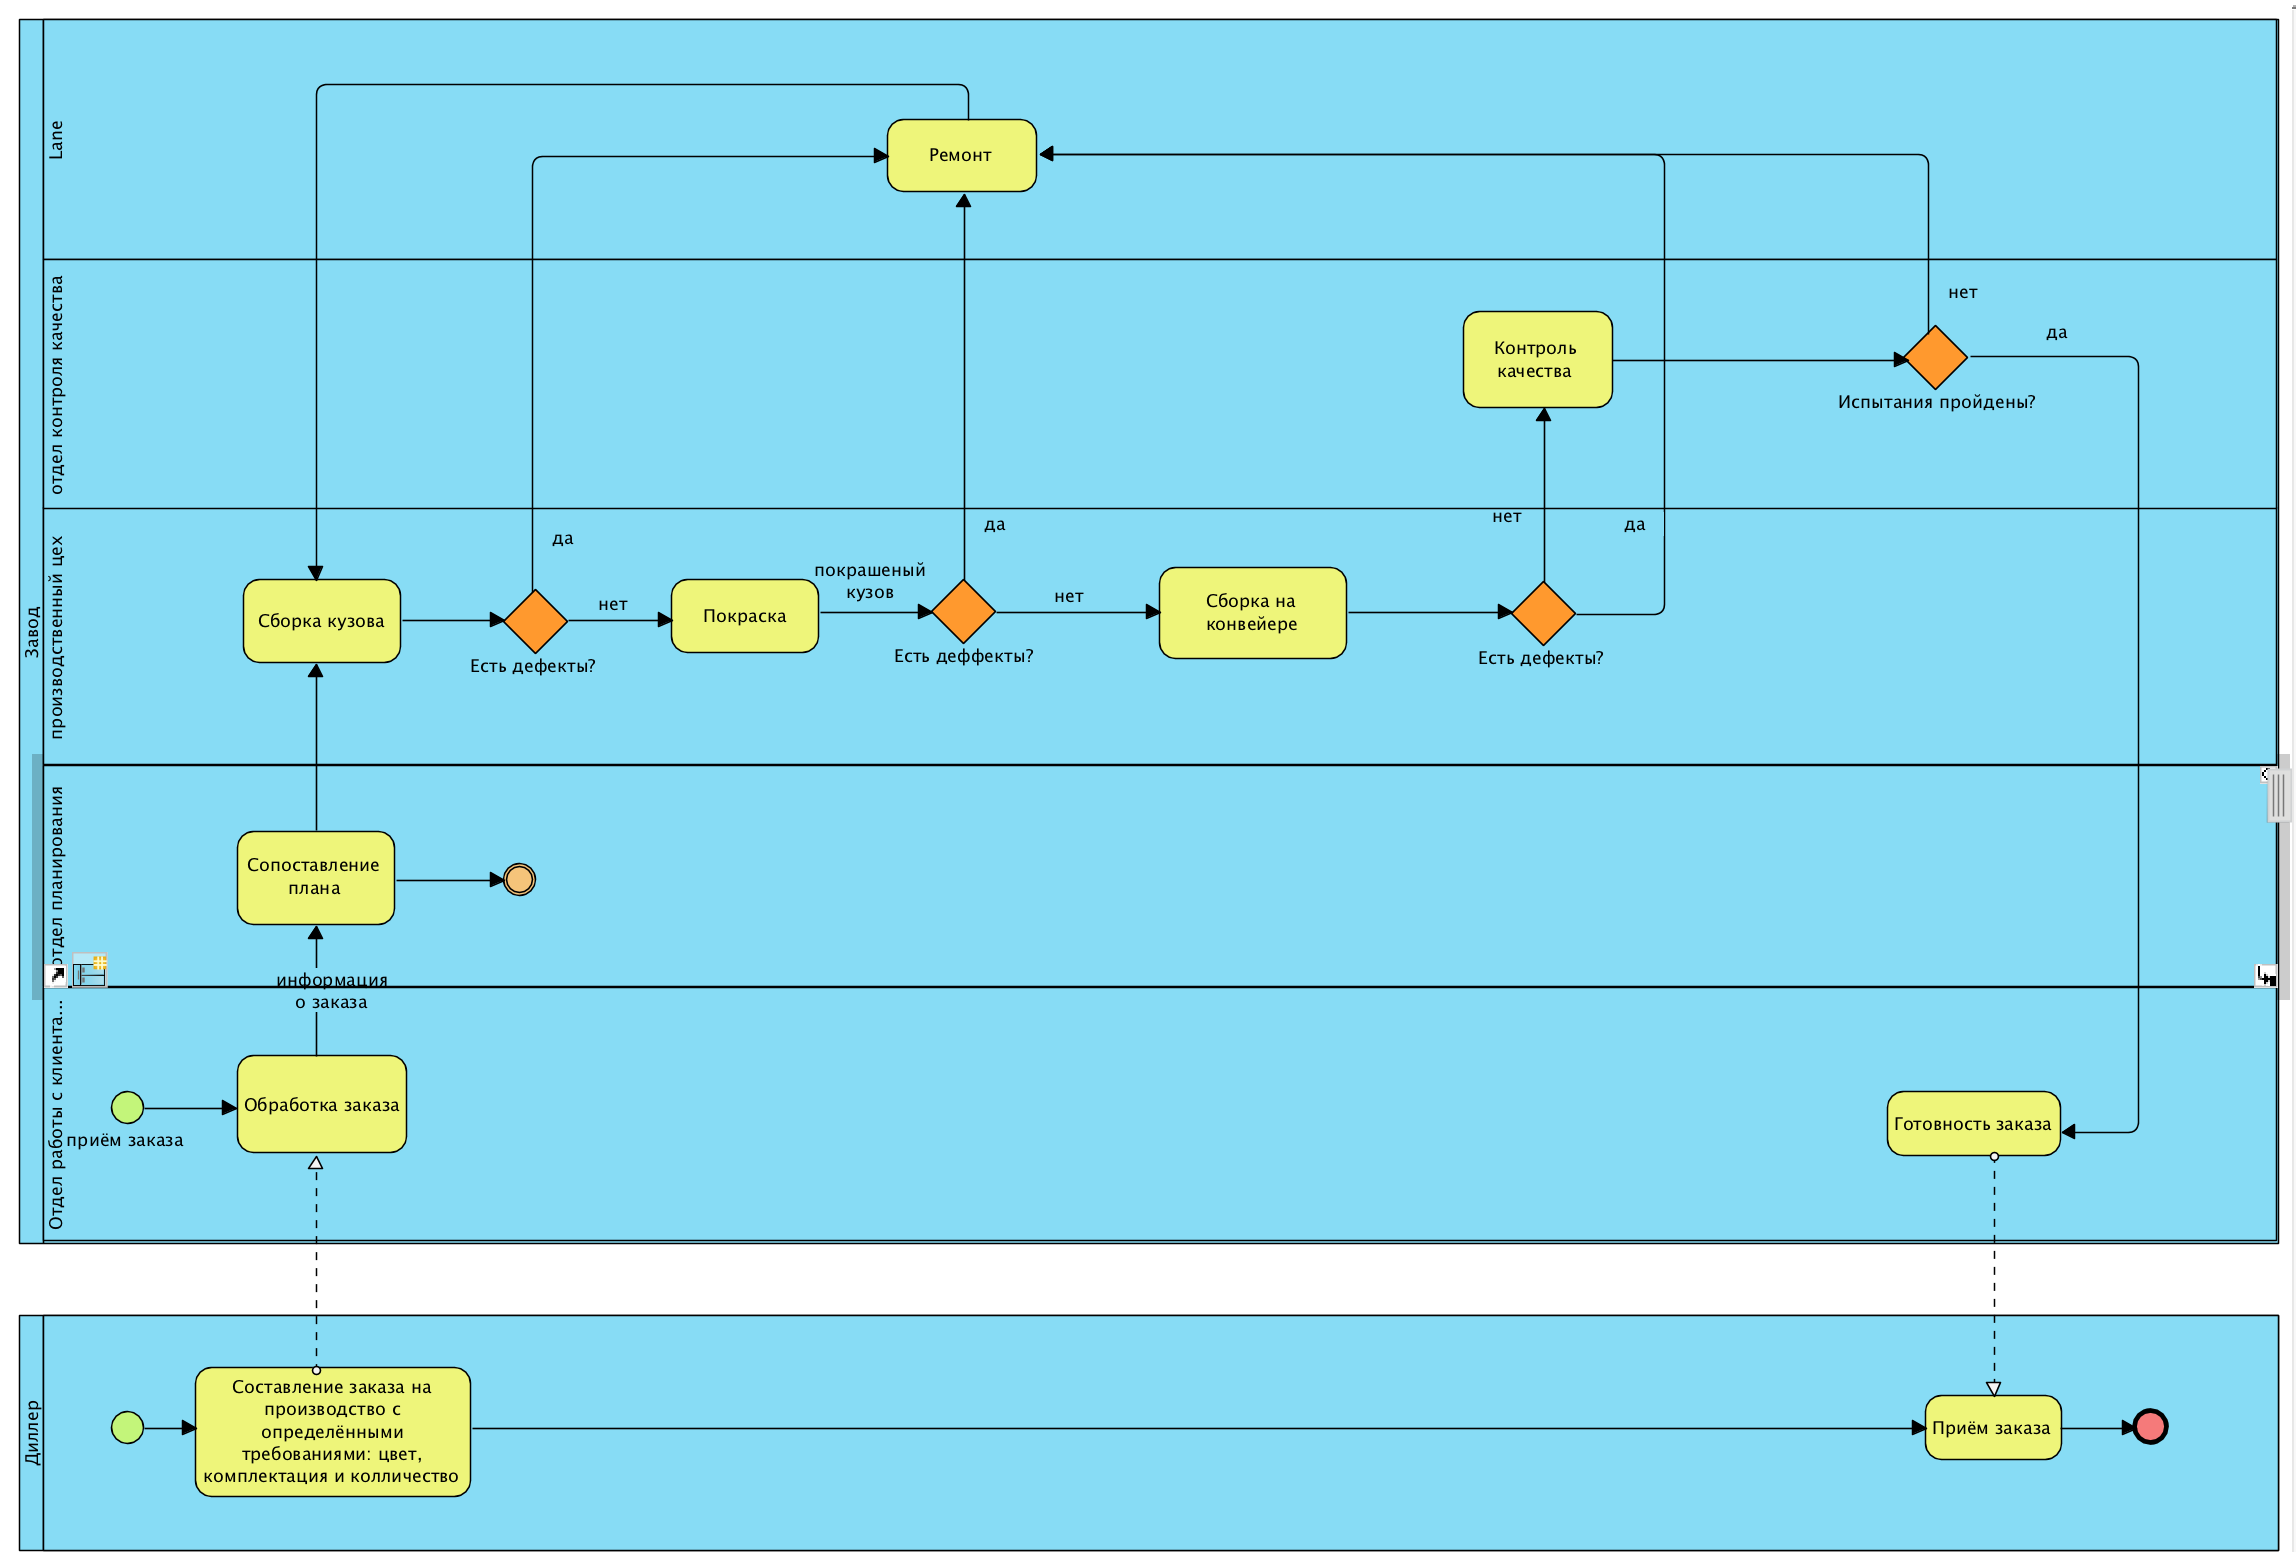 Завод
Lane
Ремонт
отдел контроля качества
Контроль
качества
нет
да
Испытания пройдены?
производственный цех
Сборка кузова
да
нет
Есть дефекты?
Покраска
покрашеный
кузов
да
нет
Есть деффекты?
Сборка на
конвейере
нет
да
Есть дефекты?
отдел планирования
Сопоставление
плана
информация
о заказа
Отдел работы с клиента...
приём заказа
Обработка заказа
Готовность заказа
Диллер
Составление заказа на
производство с
определёнными
требованиями: цвет,
комплектация и колличество
Приём заказа